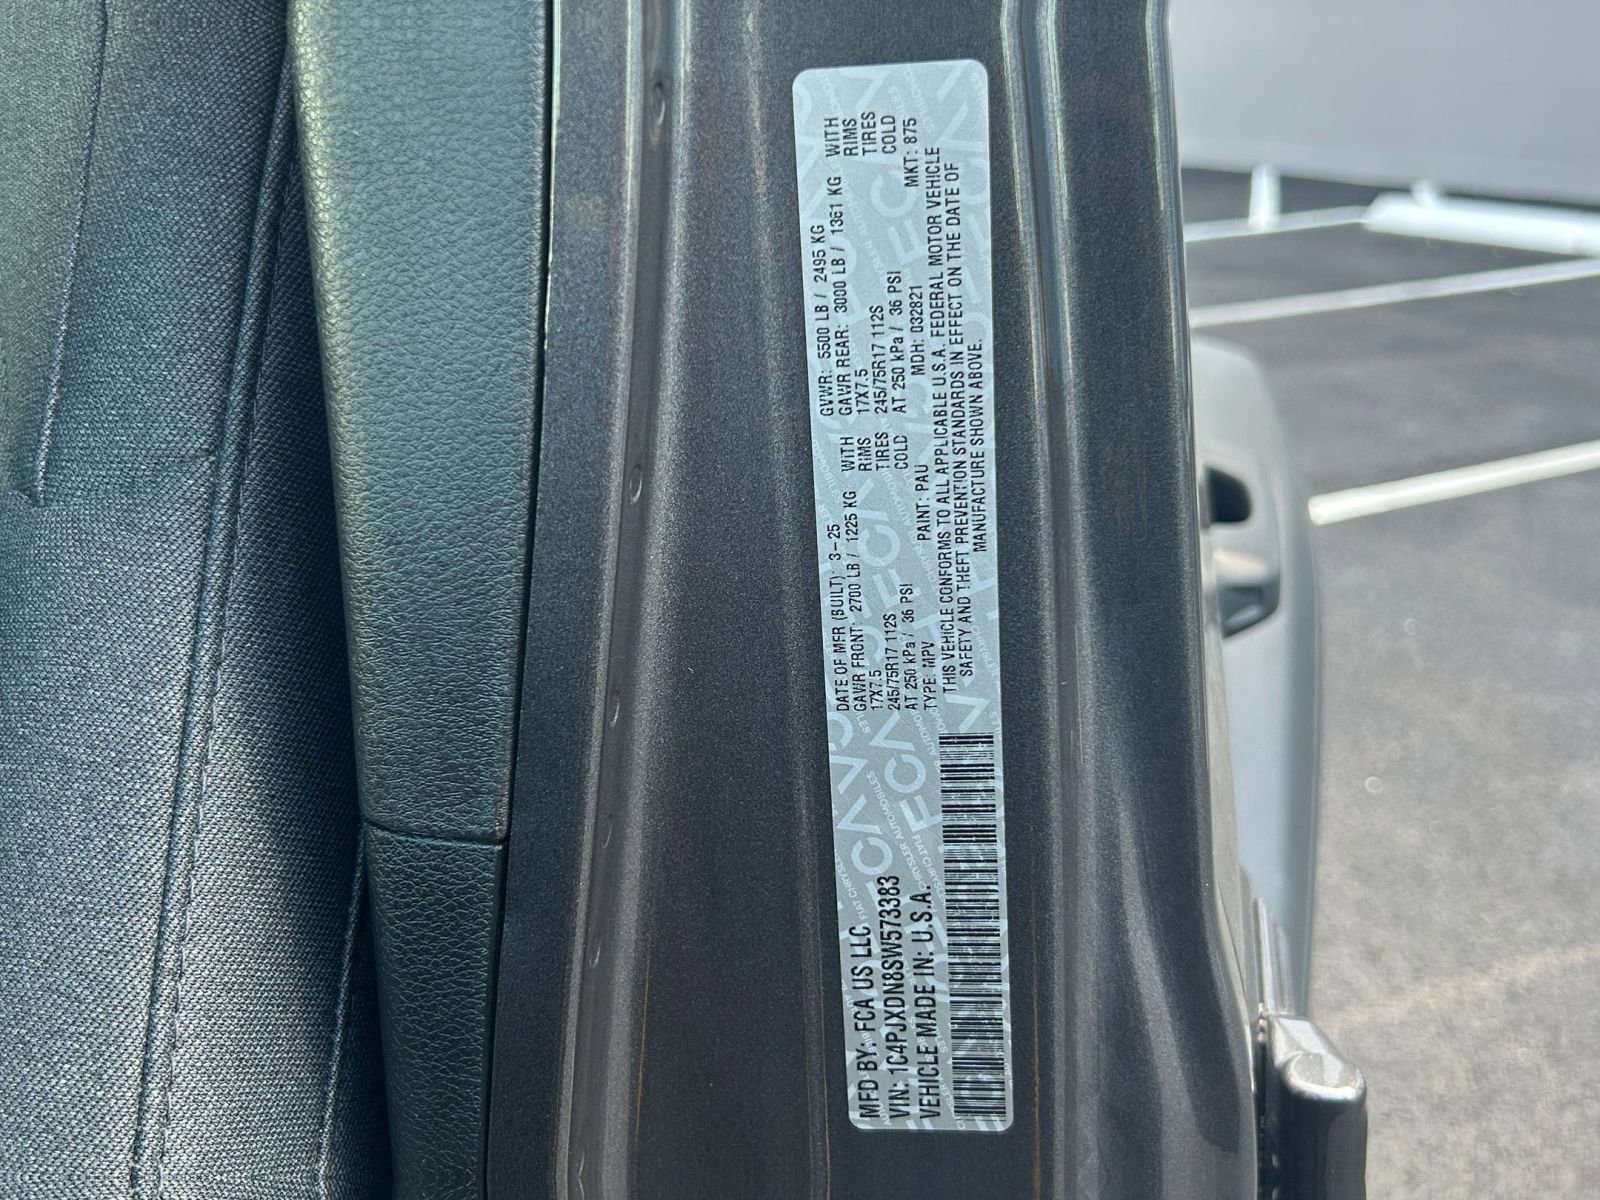 MFD BY: FCA US LLC
VIN: 1C4PJXDN8SW573383
VEHICLE MADE IN: U.S.A.
DATE OF MFR (BUILT): 3-25
GAWR FRONT: 2700 LB / 1225 KG WITH
17X7.5 RIMS
245/75R17 112S TIRES
AT 250 kPa / 36 PSI COLD
TYPE: MPV PAINT: PAU
GVWR: 5500 LB / 2495 KG
GAWR REAR: 3000 LB / 1361 KG WITH
17X7.5 RIMS
245/75R17 112S TIRES
AT 250 kPa / 36 PSI COLD
MDH: 032821 MKT: 875
THIS VEHICLE CONFORMS TO ALL APPLICABLE U.S.A. FEDERAL MOTOR VEHICLE
SAFETY AND THEFT PREVENTION STANDARDS IN EFFECT ON THE DATE OF
MANUFACTURE SHOWN ABOVE.